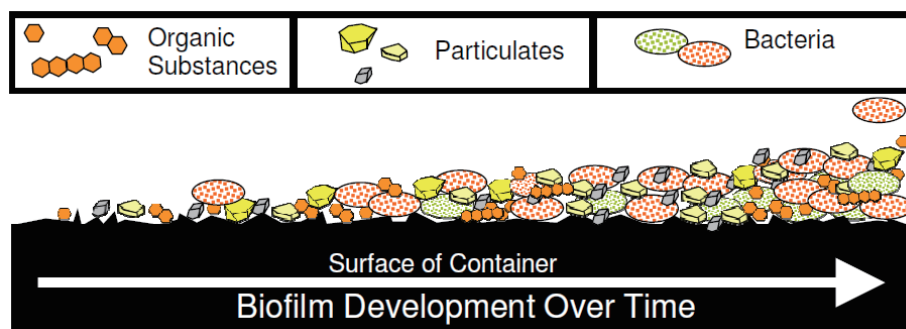 Organic
Substances
Particulates
Bacteria
Surface of Container
Biofilm Development Over Time